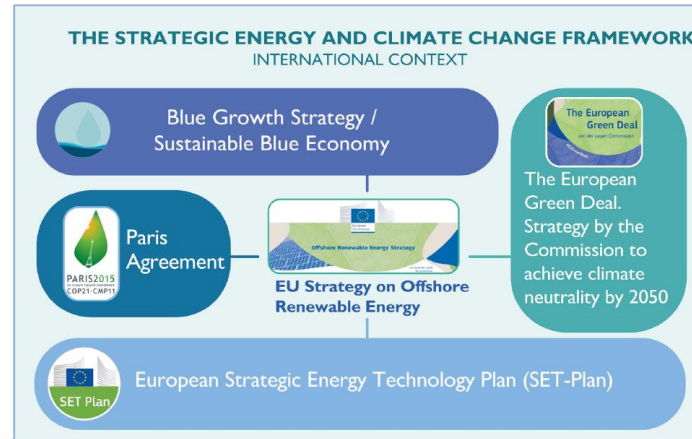 THE STRATEGIC ENERGY AND CLIMATE CHANGE FRAMEWORK
INTERNATIONAL CONTEXT
Blue Growth Strategy /
Sustainable Blue Economy
The European
Green Deal
The European
Green Deal.
Strategy by the
Commission to
achieve climate
neutrality by 2050
PARIS2015
COP21·CMP11
Paris
Agreement
Offshore Renewable Energy Strategy
EU Strategy on Offshore
Renewable Energy
SET Plan
European Strategic Energy Technology Plan (SET-Plan)